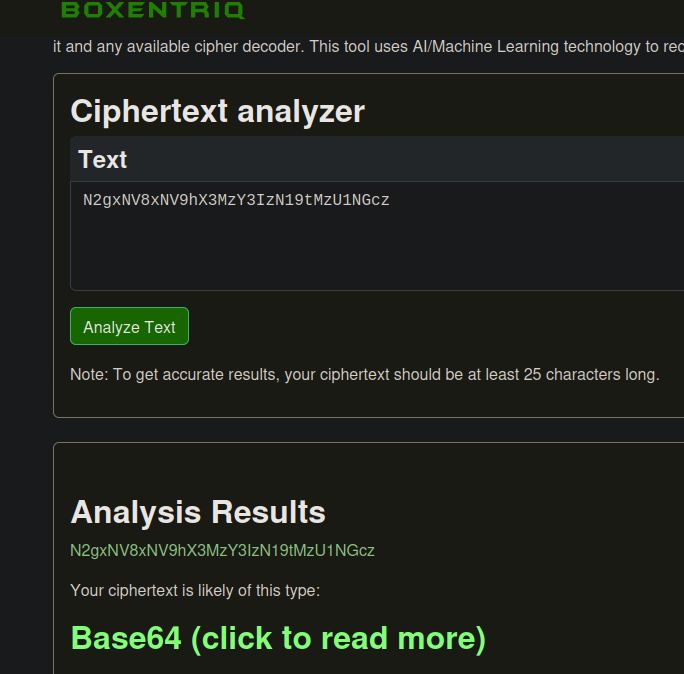 BOXENTRIQ
it and any available cipher decoder. This tool uses AI/Machine Learning technology to rec
Ciphertext analyzer
Text
N2gxNV8xNV9hX3MzY3IzN19tMzU1NGcz
Analyze Text
Note: To get accurate results, your ciphertext should be at least 25 characters long.
Analysis Results
N2gxNV8xNV9hX3MzY3IzN19tMzU1NGcz
Your ciphertext is likely of this type:
Base64 (click to read more)